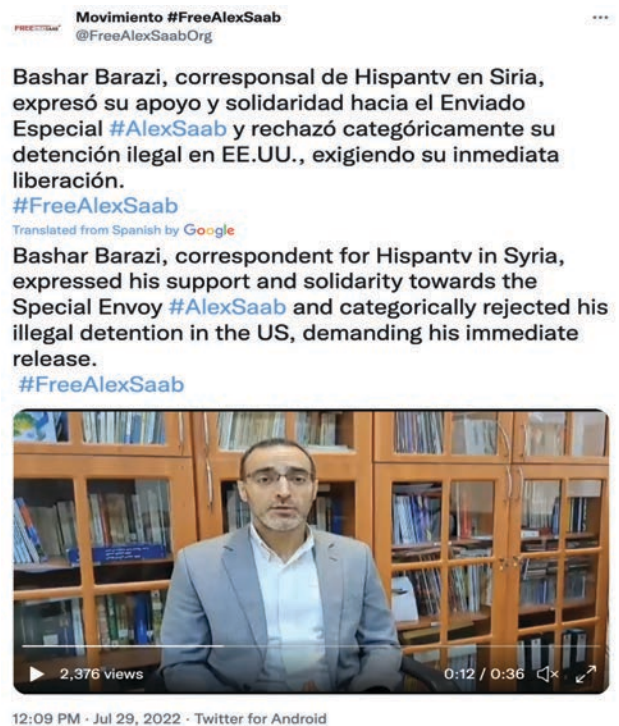 Movimiento #FreeAlexSaab
@FreeAlexSaabOrg
Bashar Barazi, corresponsal de Hispantv en Siria,
expresó su apoyo y solidaridad hacia el Enviado
Especial #AlexSaab y rechazó categóricamente su
detención ilegal en EE.UU., exigiendo su inmediata
liberación.
#FreeAlexSaab
Translated from Spanish by Google
Bashar Barazi, correspondent for Hispantv in Syria,
expressed his support and solidarity towards the
Special Envoy #AlexSaab and categorically rejected his
illegal detention in the US, demanding his immediate
release.
#FreeAlexSaab
2,376 views
0:12 / 0:36
12:09 PM · Jul 29, 2022 · Twitter for Android